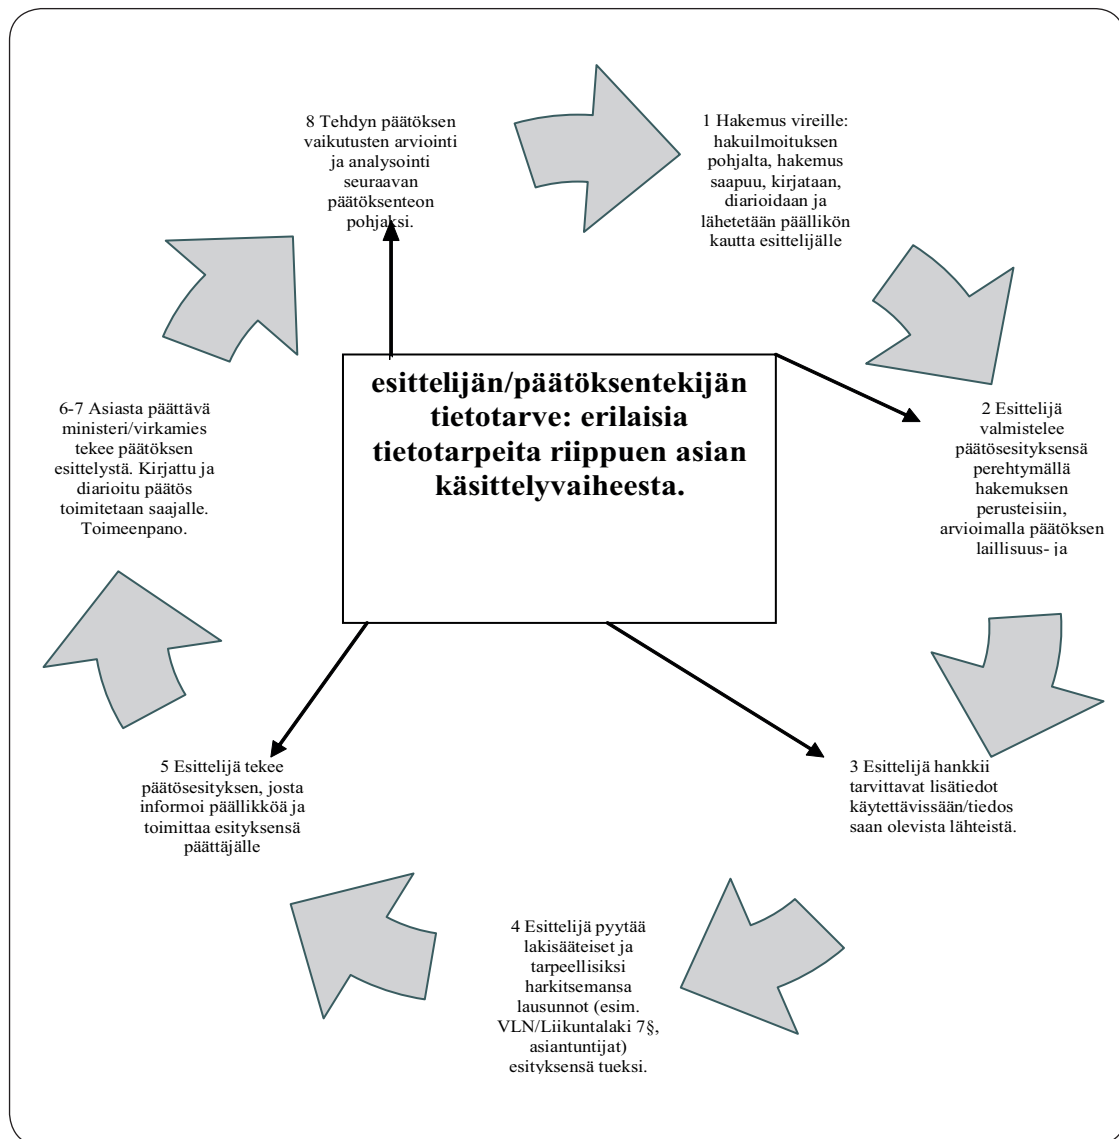 8 Tehdyn päätöksen
vaikutusten arviointi
ja analysointi
seuraavan
päätöksenteon
pohjaksi.
1 Hakemus vireille:
hakuilmoituksen
pohjalta, hakemus
saapuu, kirjataan,
diarioidaan ja
lähetetään päällikön
kautta esittelijälle
esittelijän/päätöksentekijän
tietotarve: erilaisia
tietotarpeita riippuen asian
käsittelyvaiheesta.
2 Esittelijä
valmistelee
päätösesityksensä
perehtymällä
hakemuksen
perusteisiin,
arvioimalla päätöksen
laillisuus- ja
3 Esittelijä hankkii
tarvittavat lisätiedot
käytettävissään/tiedos
saan olevista lähteistä.
4 Esittelijä pyytää
lakisääteiset ja
tarpeellisiksi
harkitsemansa
lausunnot (esim.
VLN/Liikuntalaki 7§,
asiantuntijat)
esityksensä tueksi.
5 Esittelijä tekee
päätösesityksen, josta
informoi päällikköä ja
toimittaa esityksensä
päättäjälle
6-7 Asiasta päättävä
ministeri/virkamies
tekee päätöksen
esittelystä. Kirjattu ja
diarioitu päätös
toimitetaan saajalle.
Toimeenpano.